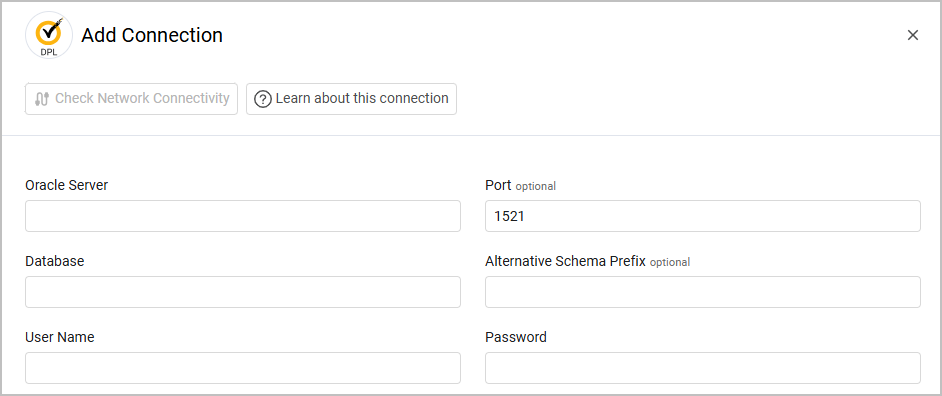 DPL
Add Connection
Check Network Connectivity
Learn about this connection
Oracle Server
Port optional
1521
Database
Alternative Schema Prefix optional
User Name
Password